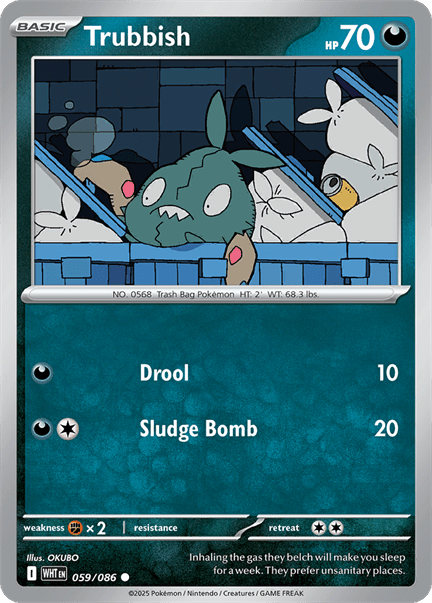 BASIC
Trubbish
HP70
NO. 0568 Trash Bag Pokémon HT: 2' WT: 68.3 lbs.
Drool 10
Sludge Bomb 20
weakness ×2 resistance retreat
Illus. OKUBO
I WHT EN 059/086
Inhaling the gas they belch will make you sleep
for a week. They prefer unsanitary places.
©2025 Pokémon / Nintendo / Creatures / GAME FREAK